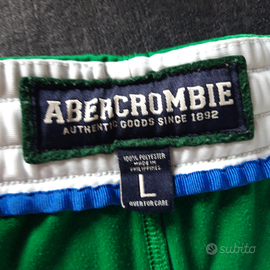 ABERCROMBIE
AUTHENTIC GOODS SINCE 1892
100% POLYESTER
MADE IN
PHILIPPINES
L
OVER FOR CARE
subito